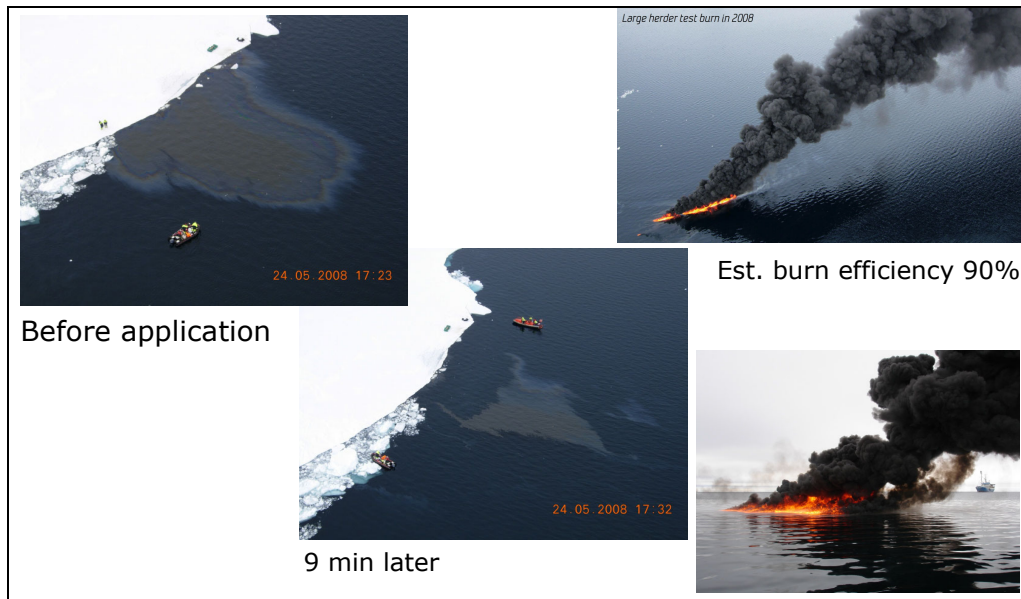 Large herder test burn in 2008
24.05.2008 17:23
Est. burn efficiency 90%
Before application
24.05.2008 17:32
9 min later